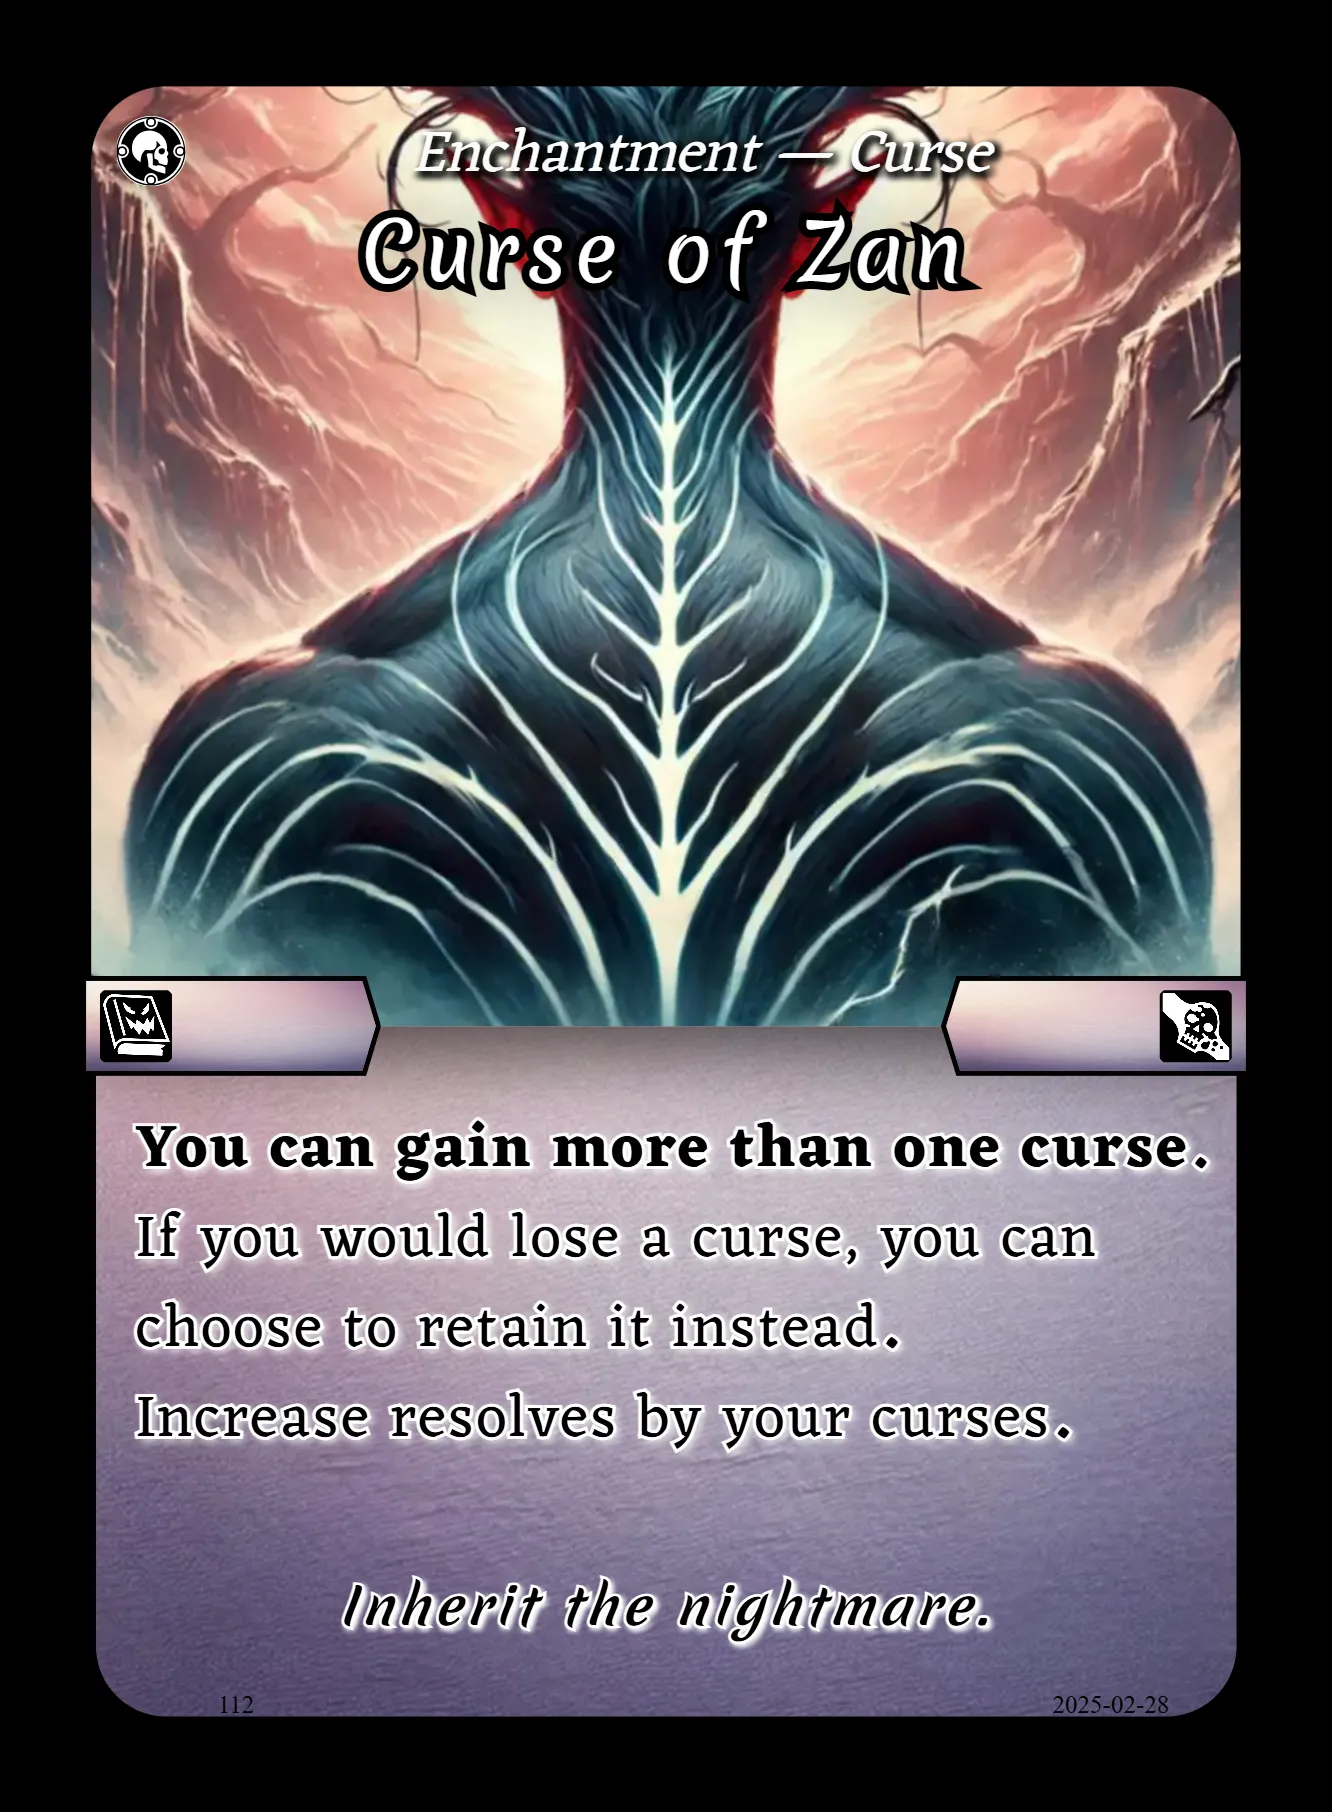 Enchantment — Curse
Curse of Zan
You can gain more than one curse.
If you would lose a curse, you can
choose to retain it instead.
Increase resolves by your curses.
Inherit the nightmare.
112
2025-02-28